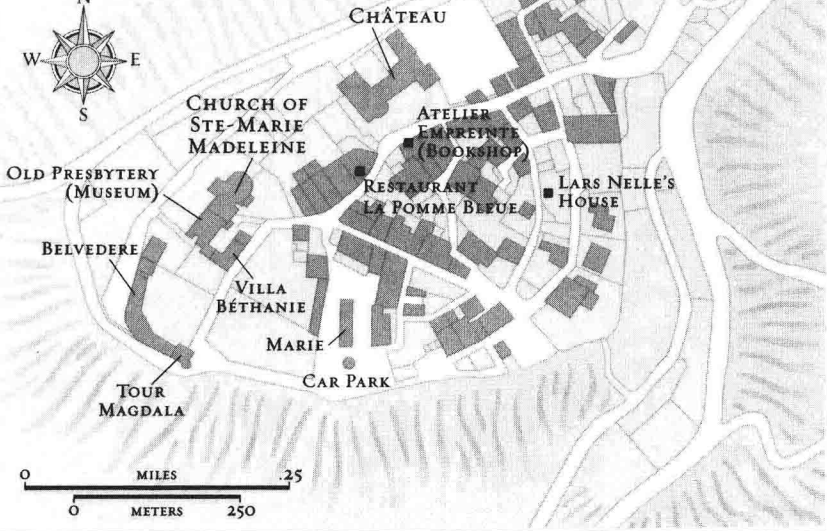 N
W
E
S
CHÂTEAU
CHURCH OF
STE-MARIE
MADELEINE
ATELIER
EMPREINTE
(BOOKSHOP)
OLD PRESBYTERY
(MUSEUM)
RESTAURANT
LA POMME BLEUE
LARS NELLE'S
HOUSE
BELVEDERE
VILLA
BÉTHANIE
MARIE
CAR PARK
TOUR
MAGDALA
0 MILES .25
0 METERS 250